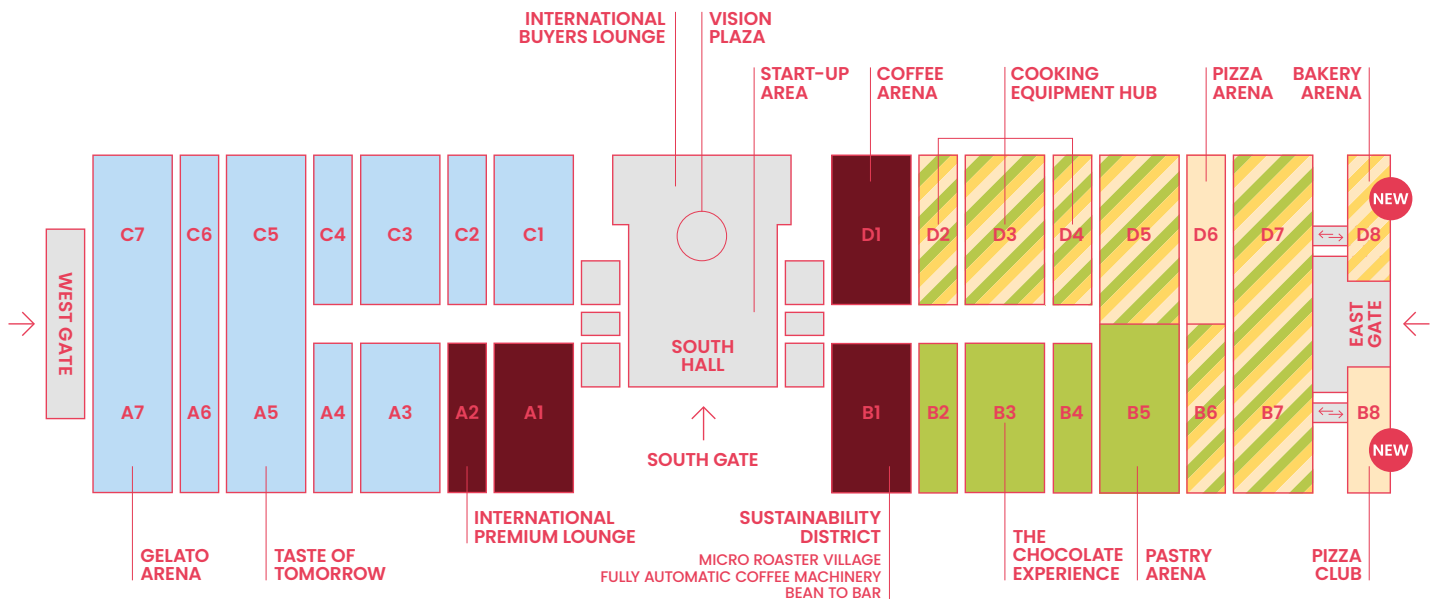 INTERNATIONAL
BUYERS LOUNGE
VISION
PLAZA
START-UP
AREA
COFFEE
ARENA
COOKING
EQUIPMENT HUB
PIZZA
ARENA
BAKERY
ARENA
NEW
C7 C6 C5 C4 C3 C2 C1 D1 D2 D3 D4 D5 D6 D7 D8
WEST GATE
EAST
GATE
SOUTH
HALL
A7 A6 A5 A4 A3 A2 A1 B1 B2 B3 B4 B5 B6 B7 B8
NEW
SOUTH GATE
INTERNATIONAL
PREMIUM LOUNGE
SUSTAINABILITY
DISTRICT
MICRO ROASTER VILLAGE
FULLY AUTOMATIC COFFEE MACHINERY
BEAN TO BAR
THE
CHOCOLATE
EXPERIENCE
GELATO
ARENA
TASTE OF
TOMORROW
PASTRY
ARENA
PIZZA
CLUB